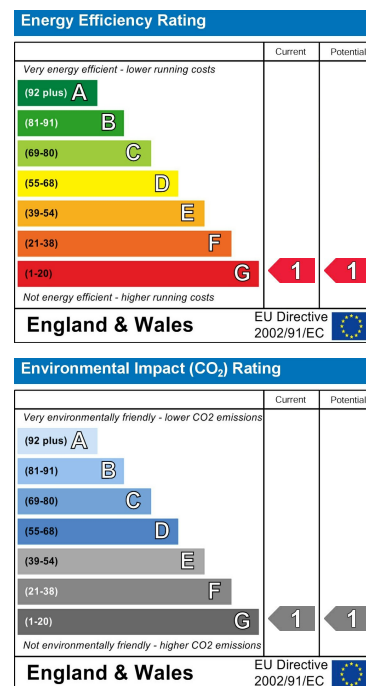 Energy Efficiency Rating
Current Potential
Very energy efficient - lower running costs
(92 plus) A
(81-91) B
(69-80) C
(55-68) D
(39-54) E
(21-38) F
(1-20) G 1 1
Not energy efficient - higher running costs
England & Wales
EU Directive
2002/91/EC
Environmental Impact (CO₂) Rating
Current Potential
Very environmentally friendly - lower CO2 emissions
(92 plus) A
(81-91) B
(69-80) C
(55-68) D
(39-54) E
(21-38) F
(1-20) G 1 1
Not environmentally friendly - higher CO2 emissions
England & Wales
EU Directive
2002/91/EC